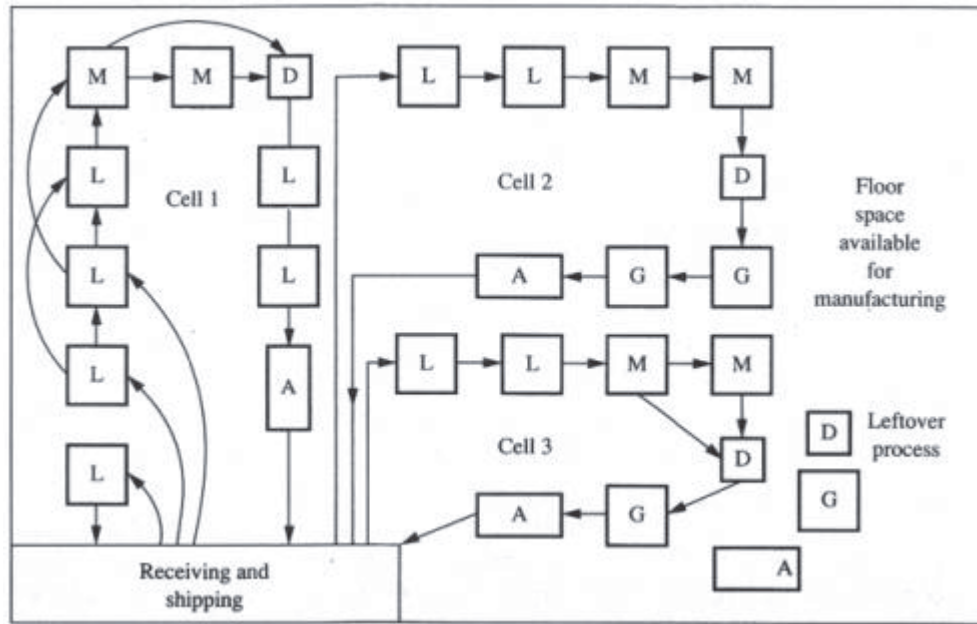 M
M
D
L
L
M
M
L
Cell 1
L
Cell 2
D
Floor
space
available
for
manufacturing
L
L
A
G
G
L
A
L
L
M
M
L
Cell 3
D
D
Leftover
process
A
G
G
Receiving and
shipping
A